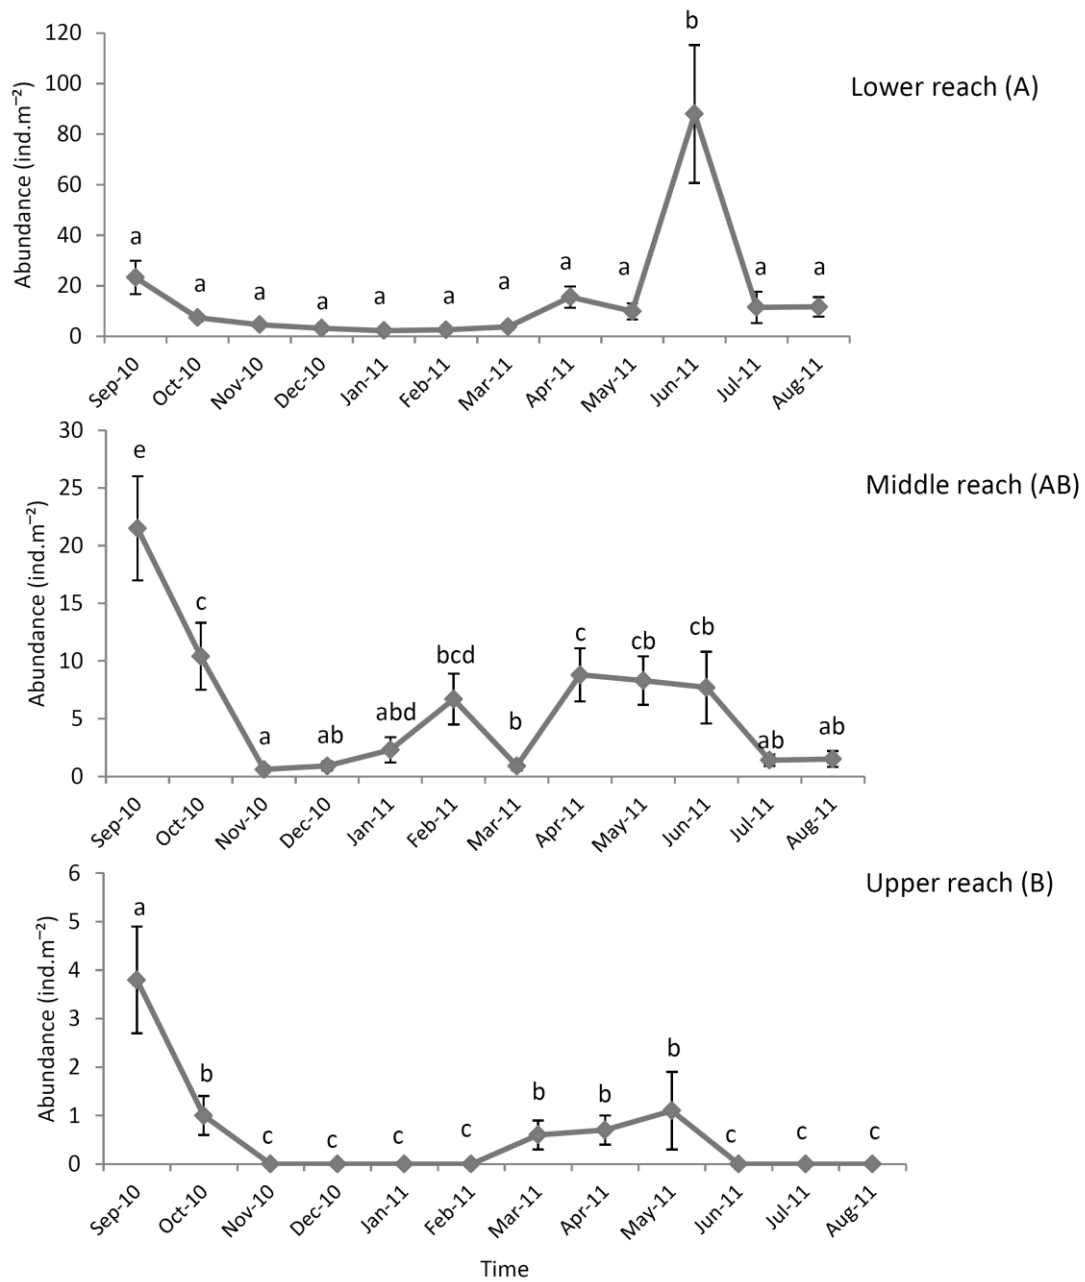 b
120
100
80
60
40
20
0
Abundance (ind.m⁻²)
Lower reach (A)
a a a a a a a a a a a
Sep-10 Oct-10 Nov-10 Dec-10 Jan-11 Feb-11 Mar-11 Apr-11 May-11 Jun-11 Jul-11 Aug-11
30
25
20
15
10
5
0
Abundance (ind.m⁻²)
Middle reach (AB)
e c a ab abd bcd b c cb cb ab ab
Sep-10 Oct-10 Nov-10 Dec-10 Jan-11 Feb-11 Mar-11 Apr-11 May-11 Jun-11 Jul-11 Aug-11
6
5
4
3
2
1
0
Abundance (ind.m⁻²)
Upper reach (B)
a b c c c c b b b c c c
Sep-10 Oct-10 Nov-10 Dec-10 Jan-11 Feb-11 Mar-11 Apr-11 May-11 Jun-11 Jul-11 Aug-11
Time